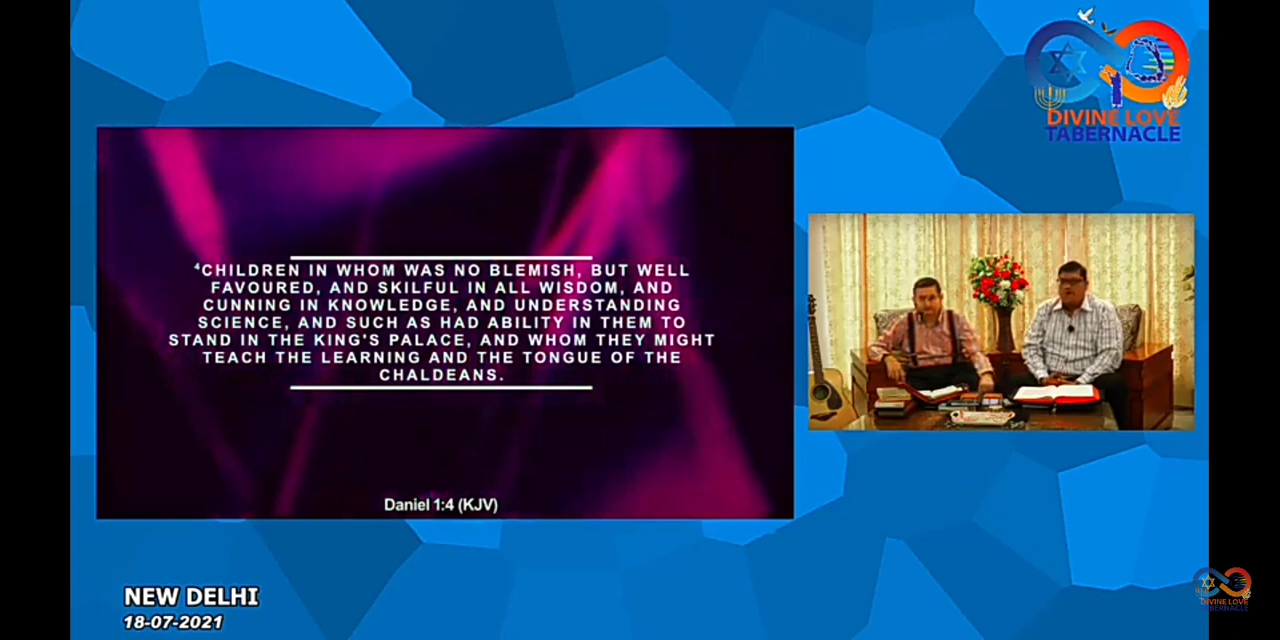 DIVINE LOVE
TABERNACLE
⁴CHILDREN IN WHOM WAS NO BLEMISH, BUT WELL
FAVOURED, AND SKILFUL IN ALL WISDOM, AND
CUNNING IN KNOWLEDGE, AND UNDERSTANDING
SCIENCE, AND SUCH AS HAD ABILITY IN THEM TO
STAND IN THE KING'S PALACE, AND WHOM THEY MIGHT
TEACH THE LEARNING AND THE TONGUE OF THE
CHALDEANS.
Daniel 1:4 (KJV)
NEW DELHI
18-07-2021
DIVINE LOVE
TABERNACLE